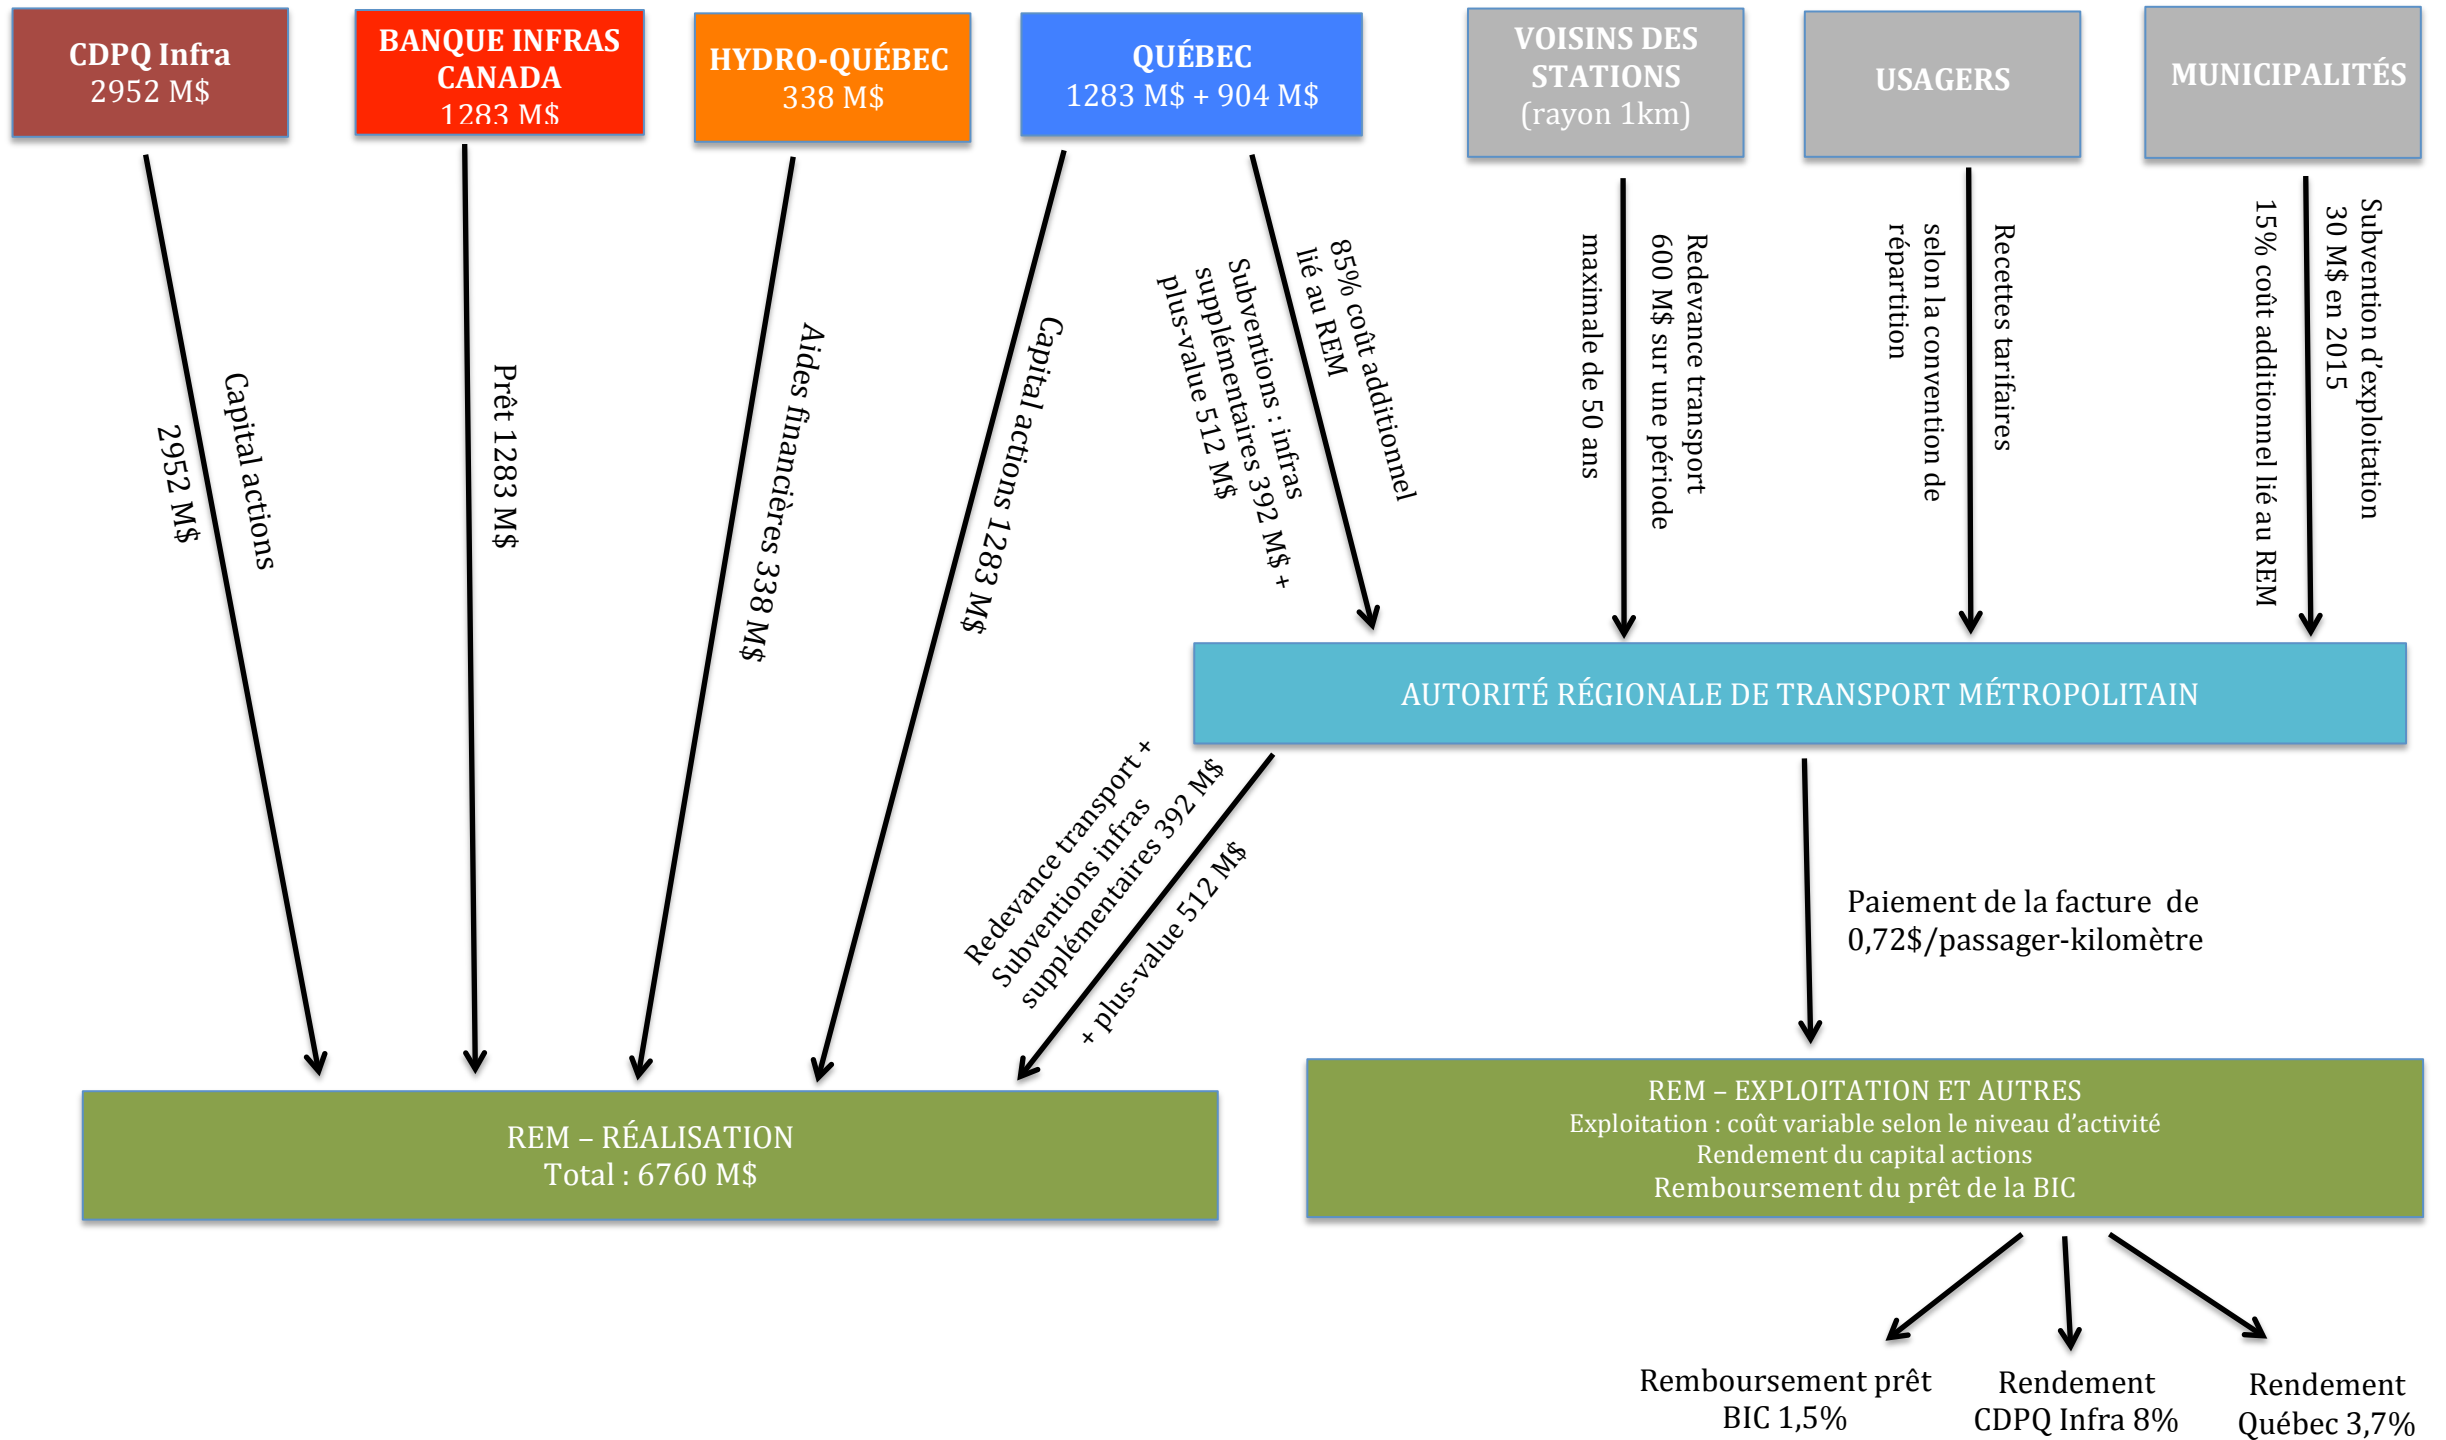 CDPQ Infra
2952 M$
BANQUE INFRAS
CANADA
1283 M$
HYDRO-QUÉBEC
338 M$
QUÉBEC
1283 M$ + 904 M$
VOISINS DES
STATIONS
(rayon 1km)
USAGERS
MUNICIPALITÉS
Capital actions
2952 M$
Prêt 1283 M$
Aides financières 338 M$
Capital actions 1283 M$
85% coût additionnel
lié au REM
Subventions : infras
supplémentaires 392 M$ +
plus-value 512 M$
Redevance transport
600 M$ sur une période
maximale de 50 ans
Recettes tarifaires
selon la convention de
répartition
Subvention d'exploitation
30 M$ en 2015
15% coût additionnel lié au REM
AUTORITÉ RÉGIONALE DE TRANSPORT MÉTROPOLITAIN
Redevance transport +
Subventions infras
supplémentaires 392 M$
+ plus-value 512 M$
Paiement de la facture de
0,72$/passager-kilomètre
REM – RÉALISATION
Total : 6760 M$
REM – EXPLOITATION ET AUTRES
Exploitation : coût variable selon le niveau d'activité
Rendement du capital actions
Remboursement du prêt de la BIC
Remboursement prêt
BIC 1,5%
Rendement
CDPQ Infra 8%
Rendement
Québec 3,7%